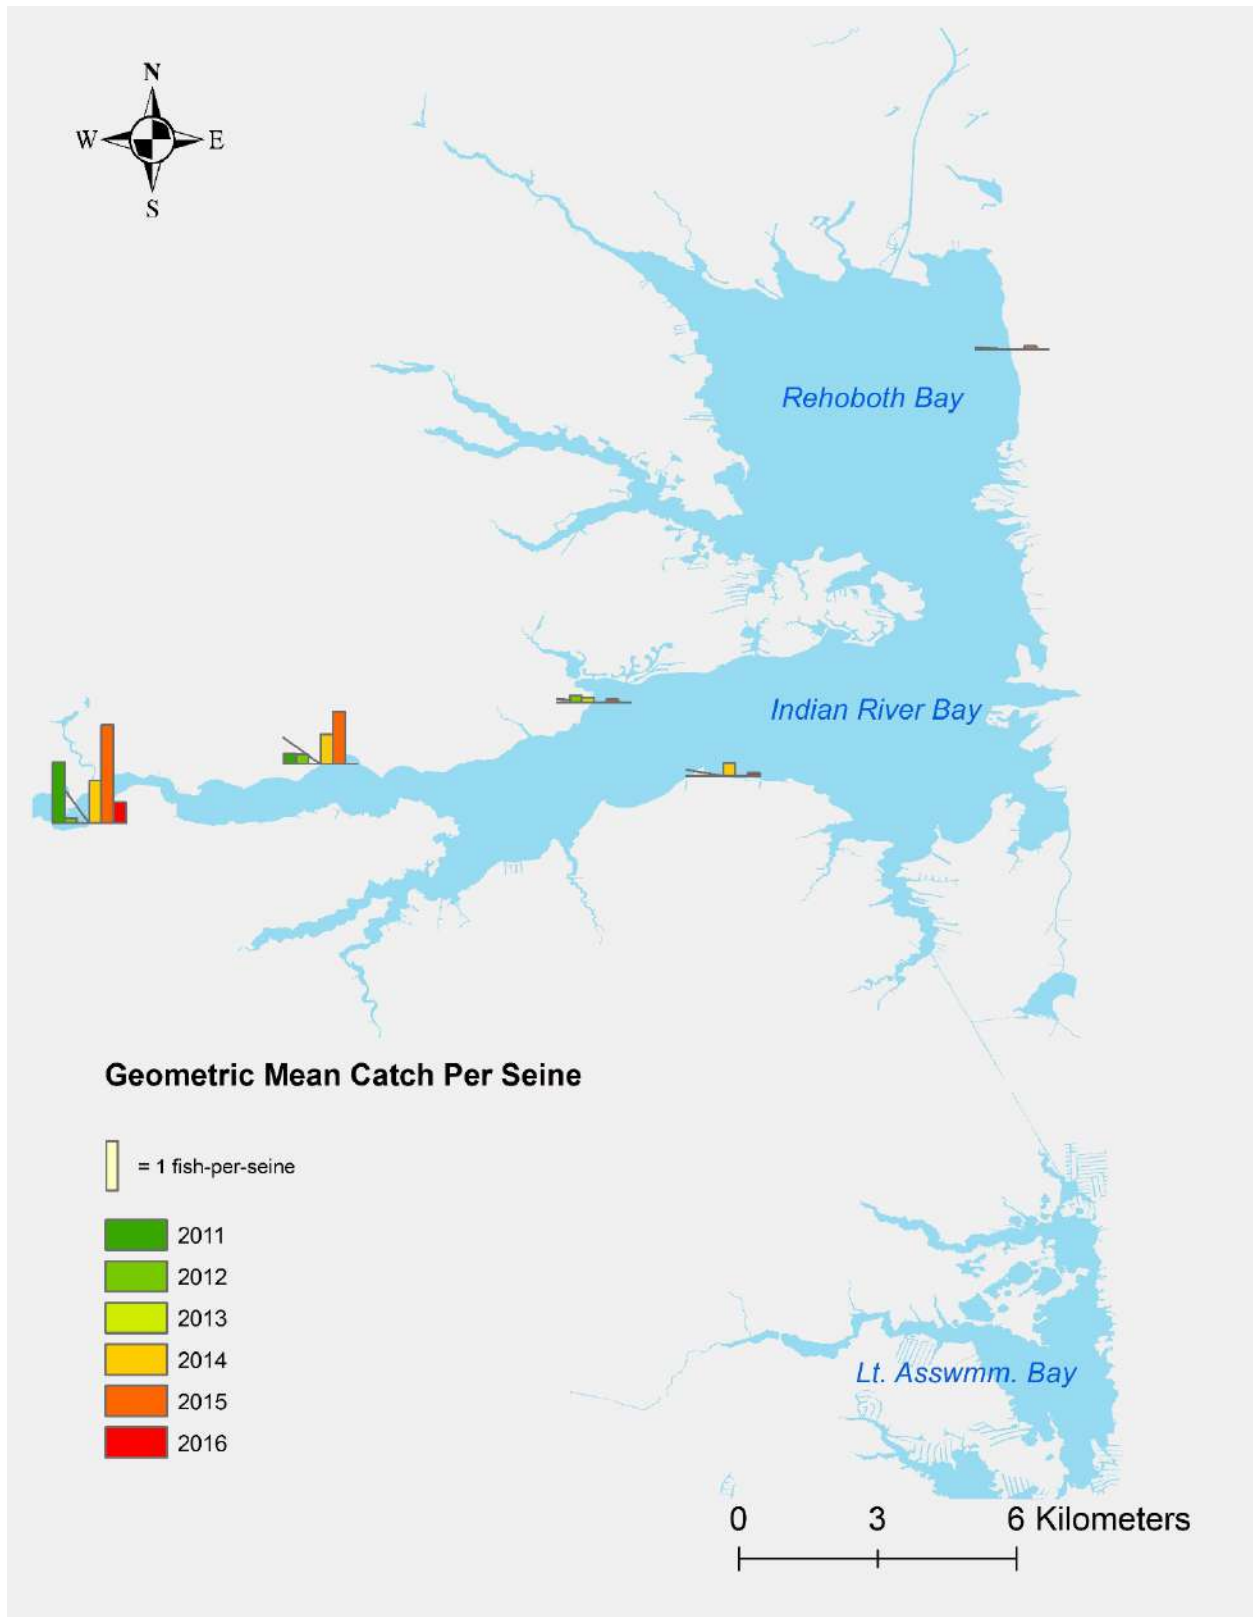 N
W E
S
Rehoboth Bay
Indian River Bay
Geometric Mean Catch Per Seine
= 1 fish-per-seine
2011
2012
2013
2014
2015
2016
Lt. Asswmm. Bay
0 3 6 Kilometers